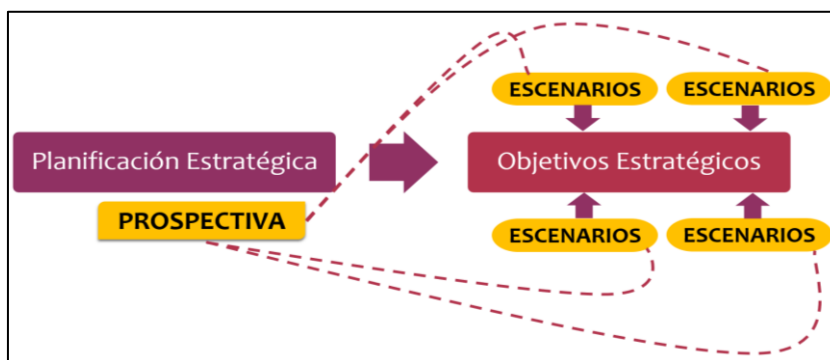 ESCENARIOS
ESCENARIOS
Planificación Estratégica
Objetivos Estratégicos
PROSPECTIVA
ESCENARIOS
ESCENARIOS